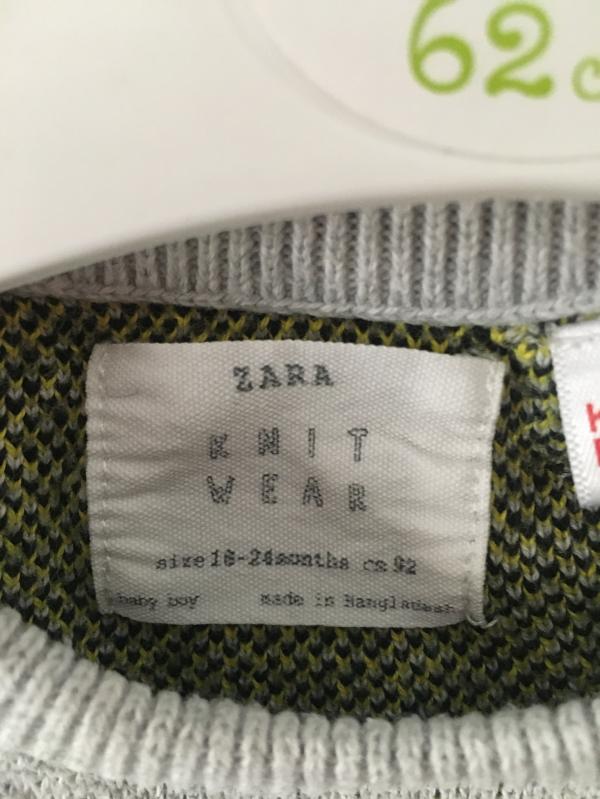 62 c
ZARA
KNIT
WEAR
size 18-24months cm 92
baby boy made in Bangladesh
K